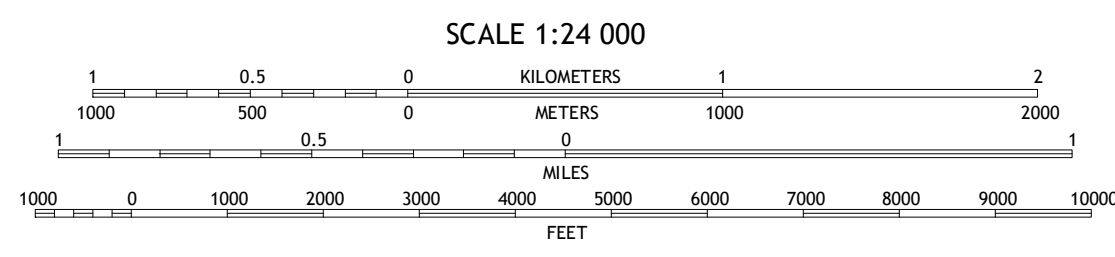 SCALE 1:24 000
1 0.5 0 KILOMETERS 1 2
1000 500 0 METERS 1000 2000
1 0.5 0 1
MILES
1000 0 1000 2000 3000 4000 5000 6000 7000 8000 9000 10000
FEET